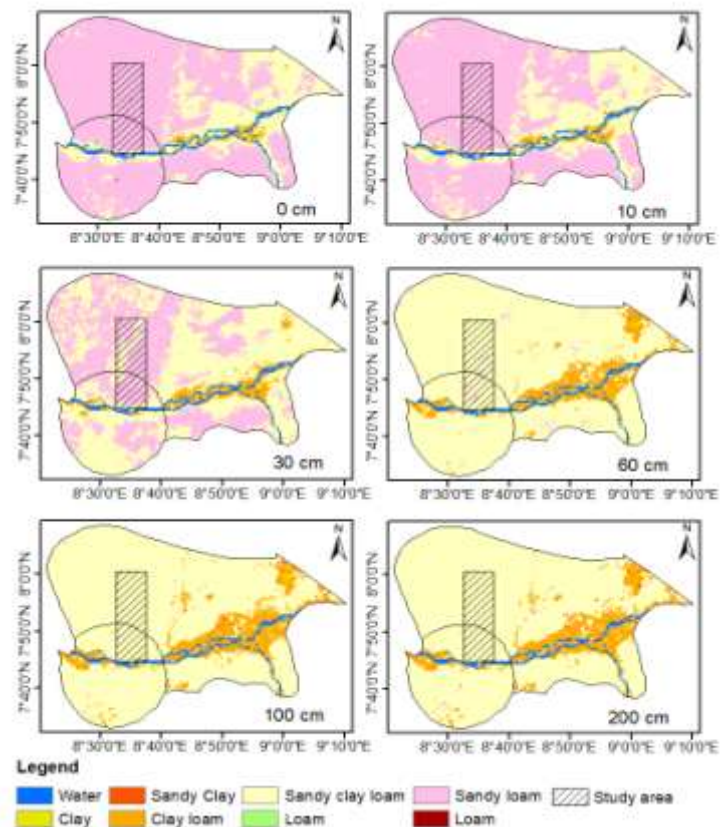 N N
8°0'0"N 8°0'0"N
7°50'0"N 7°50'0"N
7°40'0"N 7°40'0"N
0 cm 10 cm
8°30'0"E 8°40'0"E 8°50'0"E 9°0'0"E 9°10'0"E 8°30'0"E 8°40'0"E 8°50'0"E 9°0'0"E 9°10'0"E
N N
8°0'0"N 8°0'0"N
7°50'0"N 7°50'0"N
7°40'0"N 7°40'0"N
30 cm 60 cm
8°30'0"E 8°40'0"E 8°50'0"E 9°0'0"E 9°10'0"E 8°30'0"E 8°40'0"E 8°50'0"E 9°0'0"E 9°10'0"E
N N
8°0'0"N 8°0'0"N
7°50'0"N 7°50'0"N
7°40'0"N 7°40'0"N
100 cm 200 cm
8°30'0"E 8°40'0"E 8°50'0"E 9°0'0"E 9°10'0"E 8°30'0"E 8°40'0"E 8°50'0"E 9°0'0"E 9°10'0"E
Legend
Water Sandy Clay Sandy clay loam Sandy loam Study area
Clay Clay loam Loam Loam